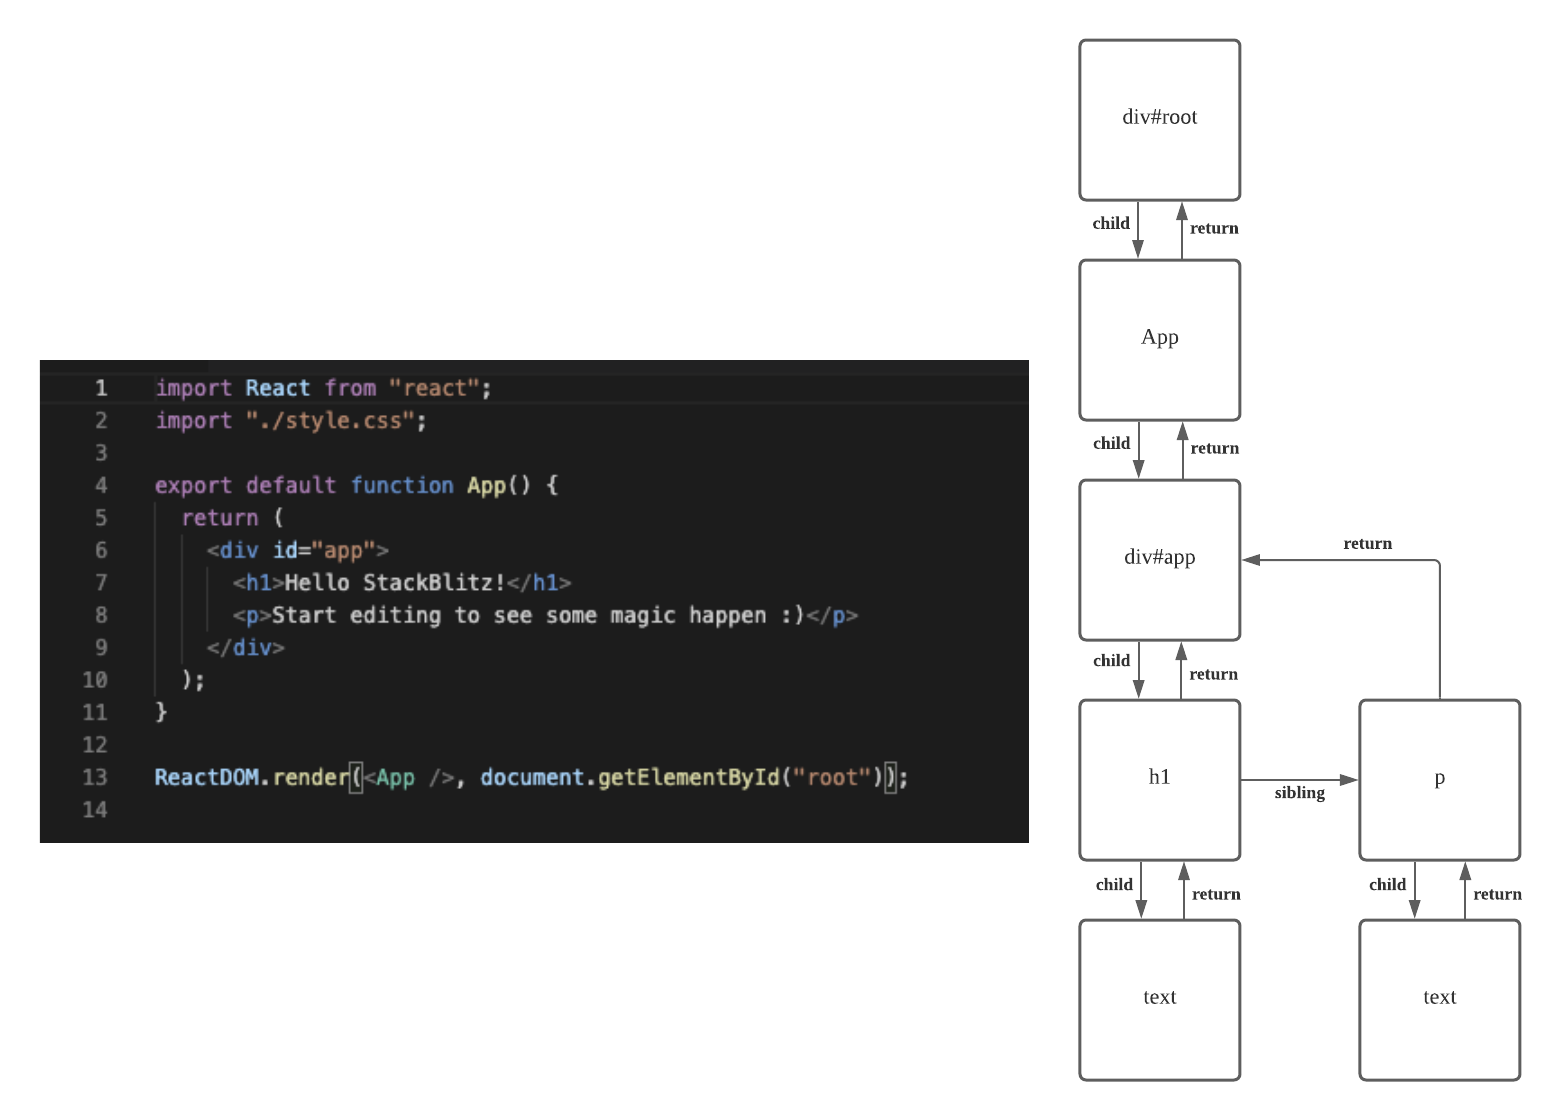 1 import React from "react";
2 import "./style.css";
3
4 export default function App() {
5 return (
6 <div id="app">
7 <h1>Hello StackBlitz!</h1>
8 <p>Start editing to see some magic happen :)</p>
9 </div>
10 );
11 }
12
13 ReactDOM.render(<App />, document.getElementById("root"));
14
div#root
child
return
App
child
return
div#app
return
child
return
h1
sibling
p
child
return
child
return
text
text